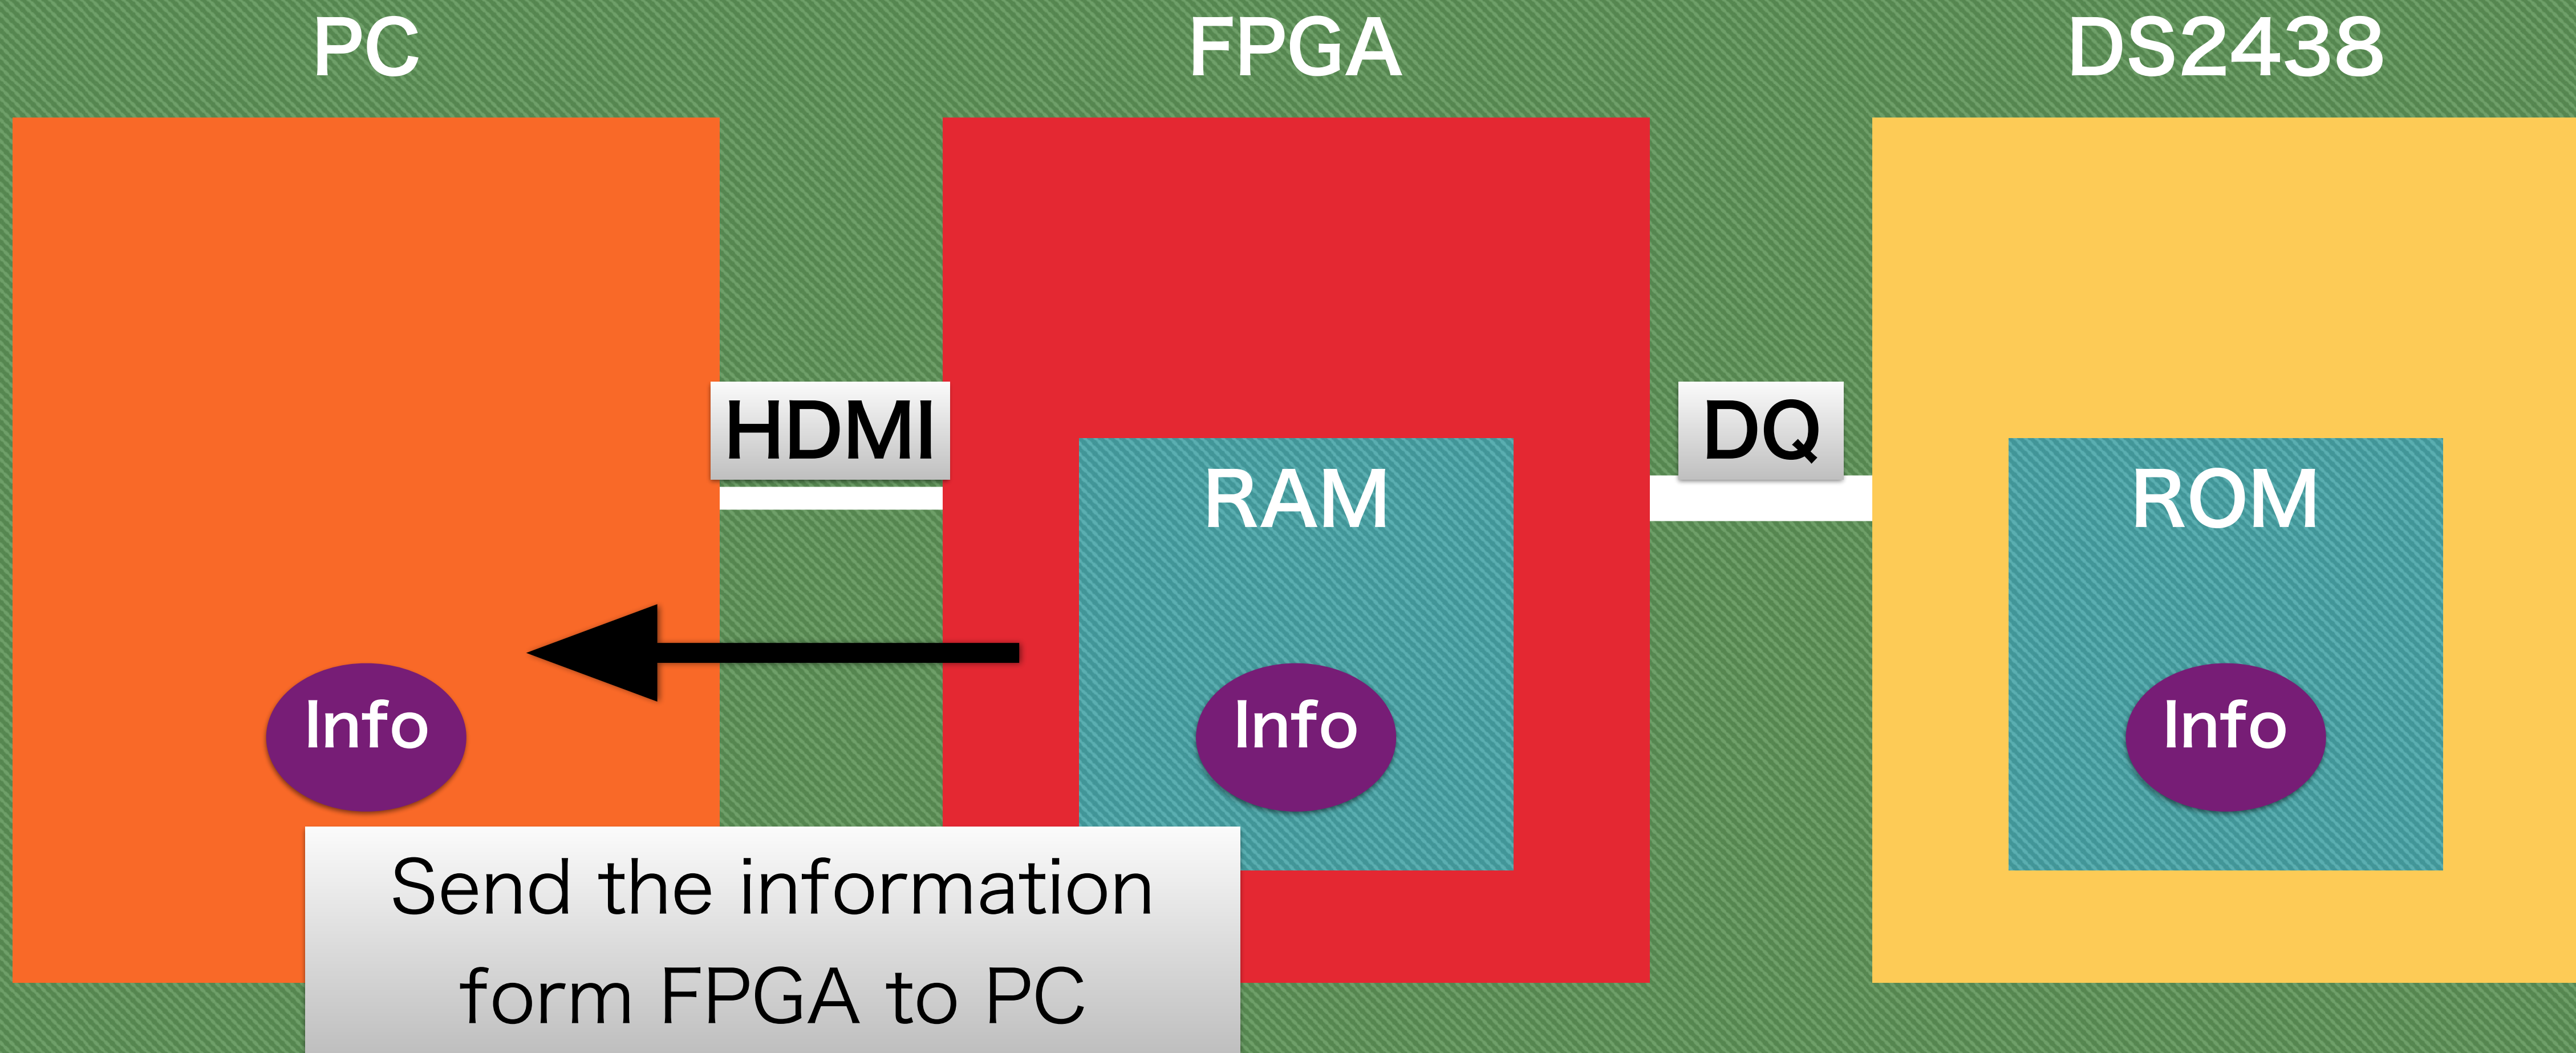 PC
FPGA
DS2438
HDMI
DQ
RAM
ROM
Info
Info
Info
Send the information
form FPGA to PC